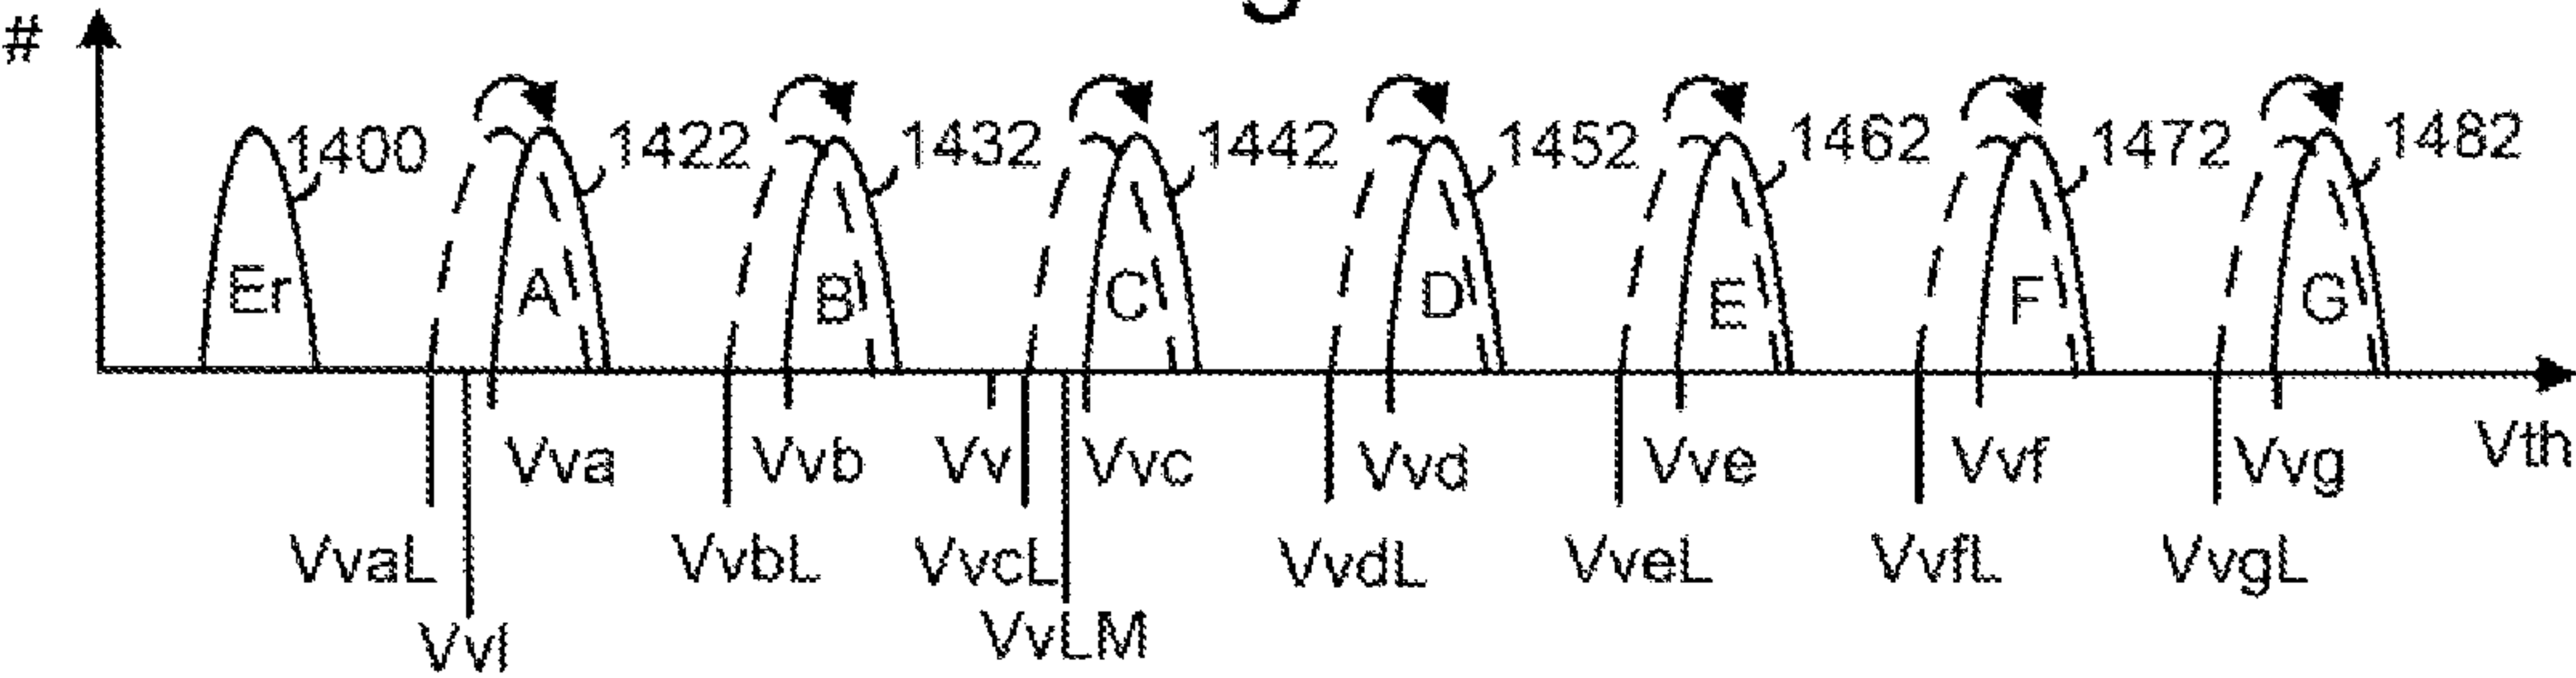 #
1400 1422 1432 1442 1452 1462 1472 1482
Er A B C D E F G
Vva Vvb Vv Vvc Vvd Vve Vvf Vvg Vth
VvaL VvbL VvcL VvdL VveL VvfL VvgL
Vvl VvLM